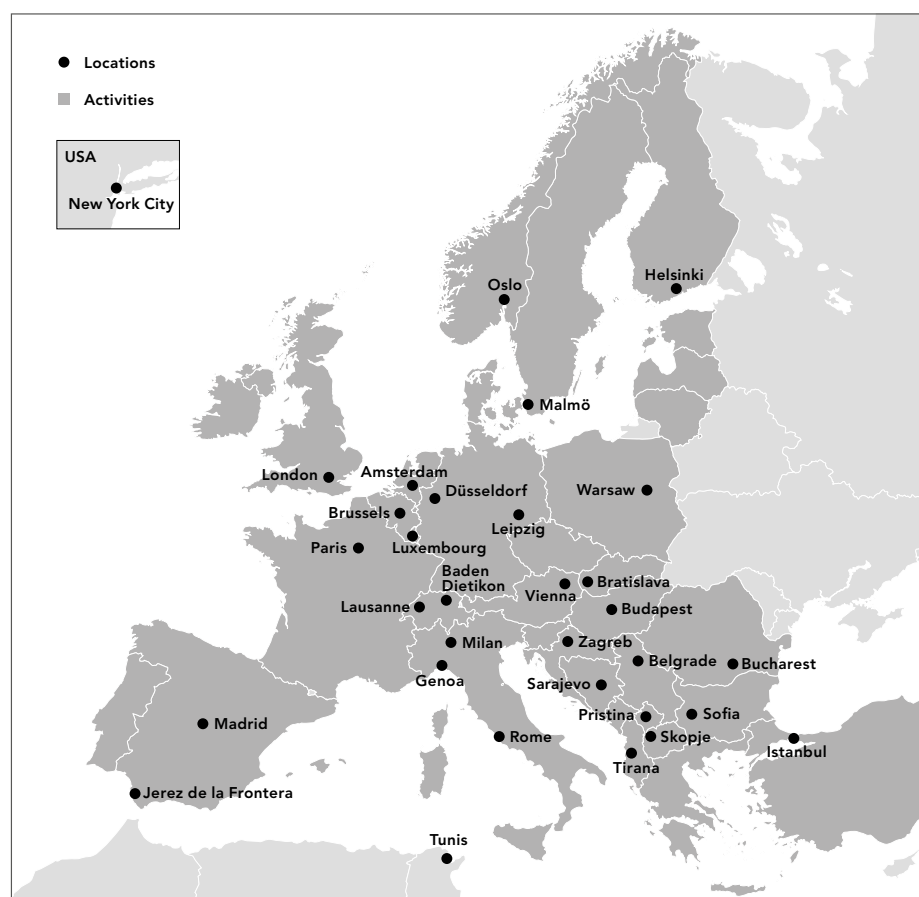 Locations
Activities
USA
New York City
Oslo
Helsinki
Malmö
London
Amsterdam
Düsseldorf
Warsaw
Brussels
Leipzig
Paris
Luxembourg
Baden
Dietikon
Lausanne
Vienna
Bratislava
Budapest
Milan
Zagreb
Genoa
Belgrade
Bucharest
Sarajevo
Pristina
Sofia
Madrid
Rome
Skopje
Istanbul
Tirana
Jerez de la Frontera
Tunis